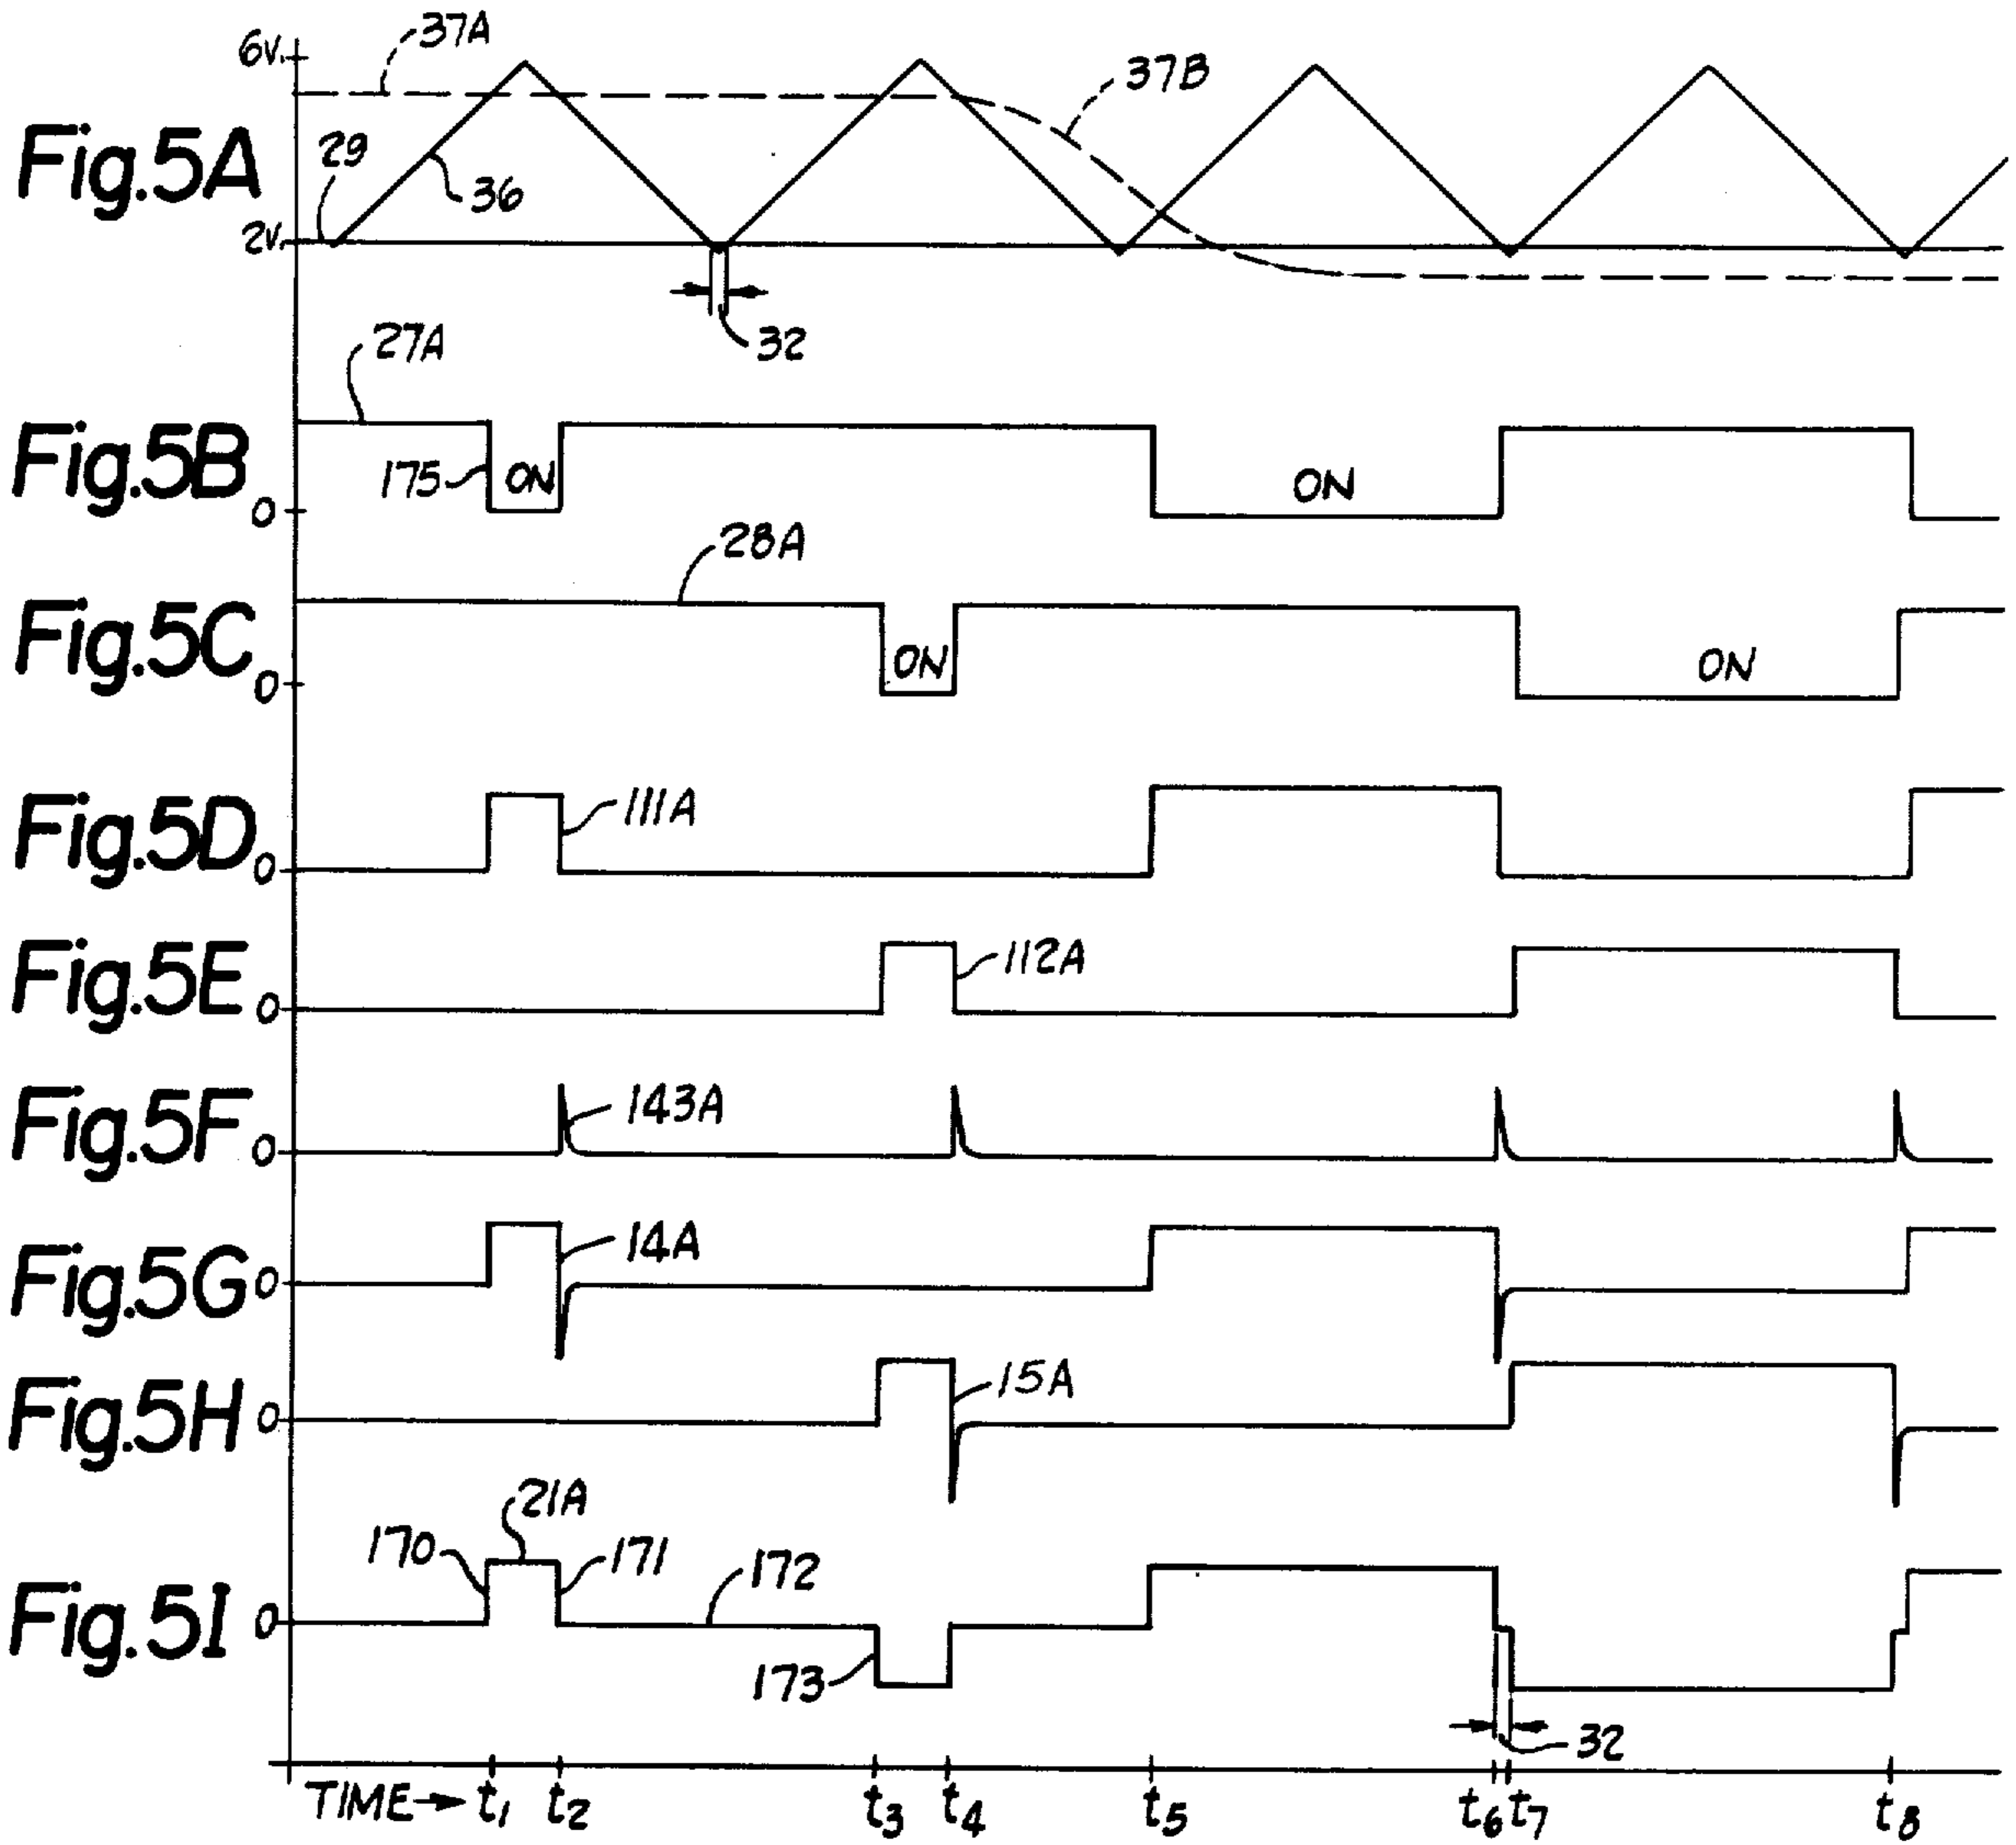 6V.
37A
37B
Fig.5A
29
36
2V.
32
27A
Fig.5B
175
ON
ON
0
28A
Fig.5C
ON
ON
0
Fig.5D
111A
0
Fig.5E
112A
0
Fig.5F
143A
0
Fig.5G
14A
0
Fig.5H
15A
0
21A
170
171
172
Fig.5I
0
173
32
TIME → t1 t2 t3 t4 t5 t6 t7 t8